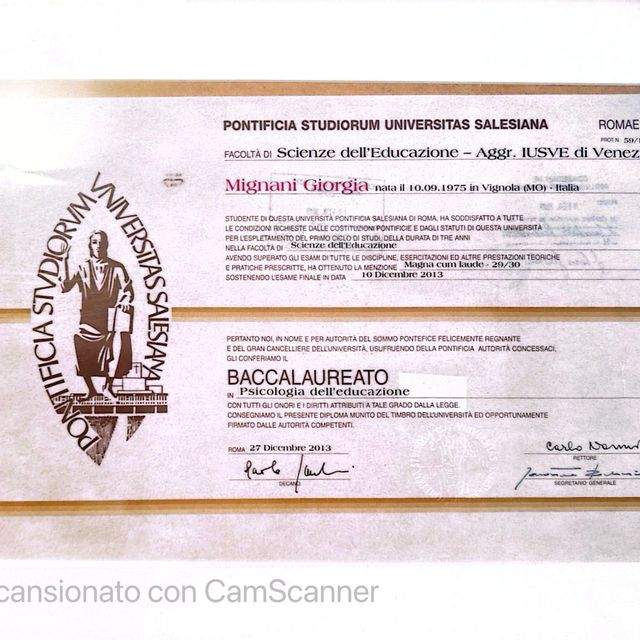 PONTIFICIA STUDIORUM UNIVERSITAS SALESIANA
PONTIFICIA STUDIORUM UNIVERSITAS SALESIANA ROMAE
PROT. N. 59/
FACOLTÀ DI Scienze dell'Educazione – Aggr. IUSVE di Venez
Mignani Giorgia nata il 10.09.1975 in Vignola (MO) - Italia
STUDENTE DI QUESTA UNIVERSITÀ PONTIFICIA SALESIANA DI ROMA, HA SODDISFATTO A TUTTE
LE CONDIZIONI RICHIESTE DALLE COSTITUZIONI PONTIFICIE E DAGLI STATUTI DI QUESTA UNIVERSITÀ
PER L'ESPLETAMENTO DEL PRIMO CICLO DI STUDI, DELLA DURATA DI TRE ANNI
NELLA FACOLTÀ DI Scienze dell'Educazione
AVENDO SUPERATO GLI ESAMI DI TUTTE LE DISCIPLINE, ESERCITAZIONI ED ALTRE PRESTAZIONI TEORICHE
E PRATICHE PRESCRITTE, HA OTTENUTO LA MENZIONE Magna cum laude - 29/30
SOSTENENDO L'ESAME FINALE IN DATA 10 Dicembre 2013
PERTANTO NOI, IN NOME E PER AUTORITÀ DEL SOMMO PONTEFICE FELICEMENTE REGNANTE
E DEL GRAN CANCELLIERE DELL'UNIVERSITÀ, USUFRUENDO DELLA PONTIFICIA AUTORITÀ CONCESSACI,
GLI CONFERIAMO IL
BACCALAUREATO
IN Psicologia dell'educazione
CON TUTTI GLI ONORI E I DIRITTI ATTRIBUITI A TALE GRADO DALLA LEGGE.
CONSEGNIAMO IL PRESENTE DIPLOMA MUNITO DEL TIMBRO DELL'UNIVERSITÀ ED OPPORTUNAMENTE
FIRMATO DALLE AUTORITÀ COMPETENTI.
ROMA 27 Dicembre 2013
Carlo
RETTORE
DECANO
SEGRETARIO GENERALE
cansionato con CamScanner